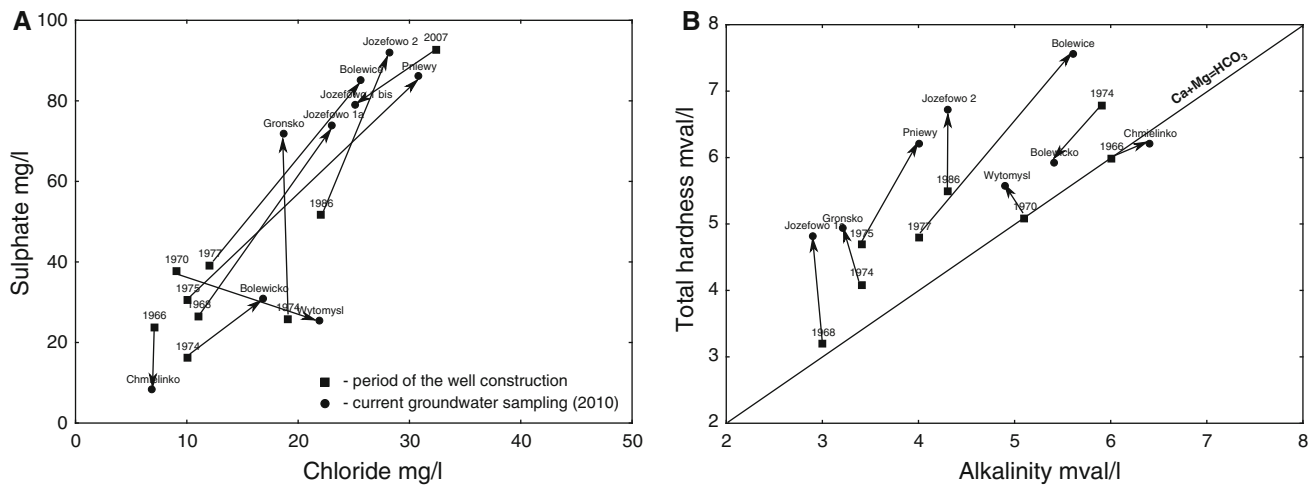 A
100
80
60
40
20
0
0
10
20
30
40
50
Sulphate mg/l
Chloride mg/l
2007
Jozefowo 2
Pniewy
Bolewice
Jozefowo 1 bis
Jozefowo 1a
Gronsko
1986
1977
1970
1975
1968
Bolewicko
1974
Wytomysl
1966
1974
Chmielinko
- period of the well construction
- current groundwater sampling (2010)
B
8
7
6
5
4
3
2
2
3
4
5
6
7
8
Total hardness mval/l
Alkalinity mval/l
Ca+Mg=HCO3
Bolewice
Jozefowo 2
1974
Pniewy
Chmielinko
1966
Bolewicko
Wytomysl
1986
1970
Gronsko
Jozefowo 1a
1975
1977
1974
1968